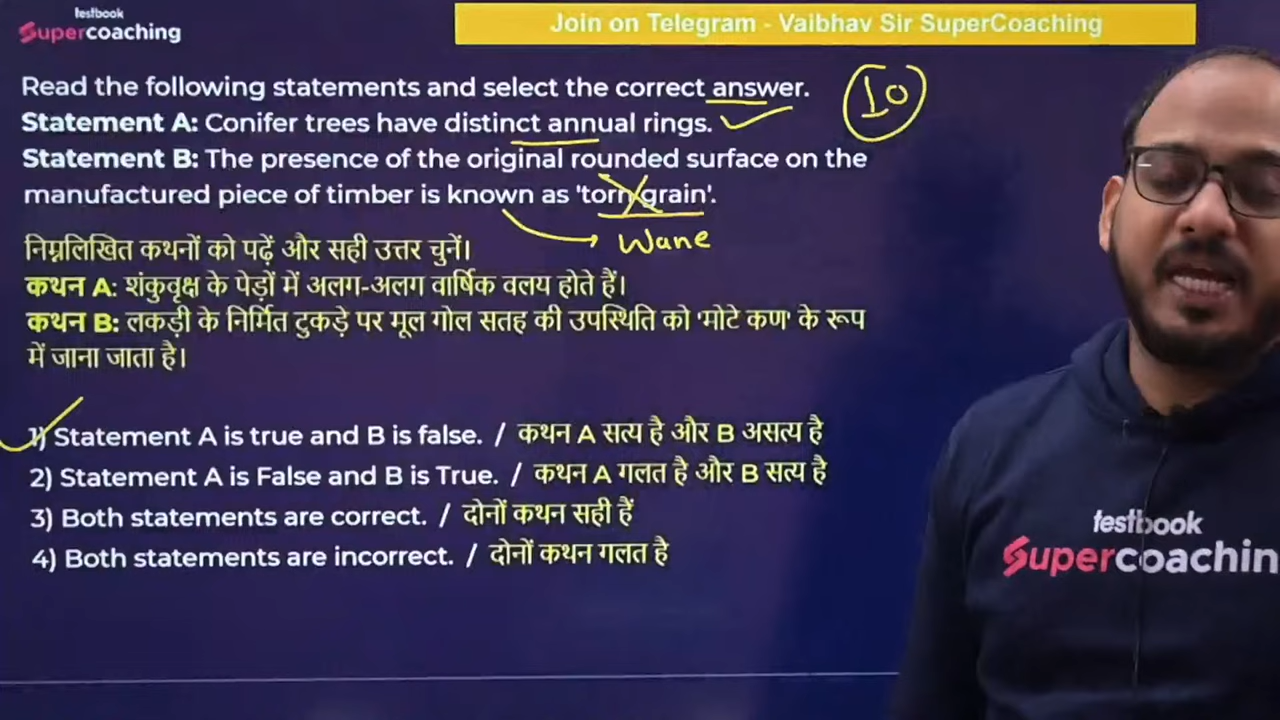 testbook
Supercoaching
Join on Telegram - Vaibhav Sir SuperCoaching
Read the following statements and select the correct answer.
10
Statement A: Conifer trees have distinct annual rings.
Statement B: The presence of the original rounded surface on the
manufactured piece of timber is known as 'torn grain'.
Wane
निम्नलिखित कथनों को पढ़ें और सही उत्तर चुनें।
कथन A: शंकुवृक्ष के पेड़ों में अलग-अलग वार्षिक वलय होते हैं।
कथन B: लकड़ी के निर्मित टुकड़े पर मूल गोल सतह की उपस्थिति को 'मोटे कण' के रूप
में जाना जाता है।
1) Statement A is true and B is false. / कथन A सत्य है और B असत्य है
2) Statement A is False and B is True. / कथन A गलत है और B सत्य है
3) Both statements are correct. / दोनों कथन सही हैं
4) Both statements are incorrect. / दोनों कथन गलत है
testbook
Supercoachin